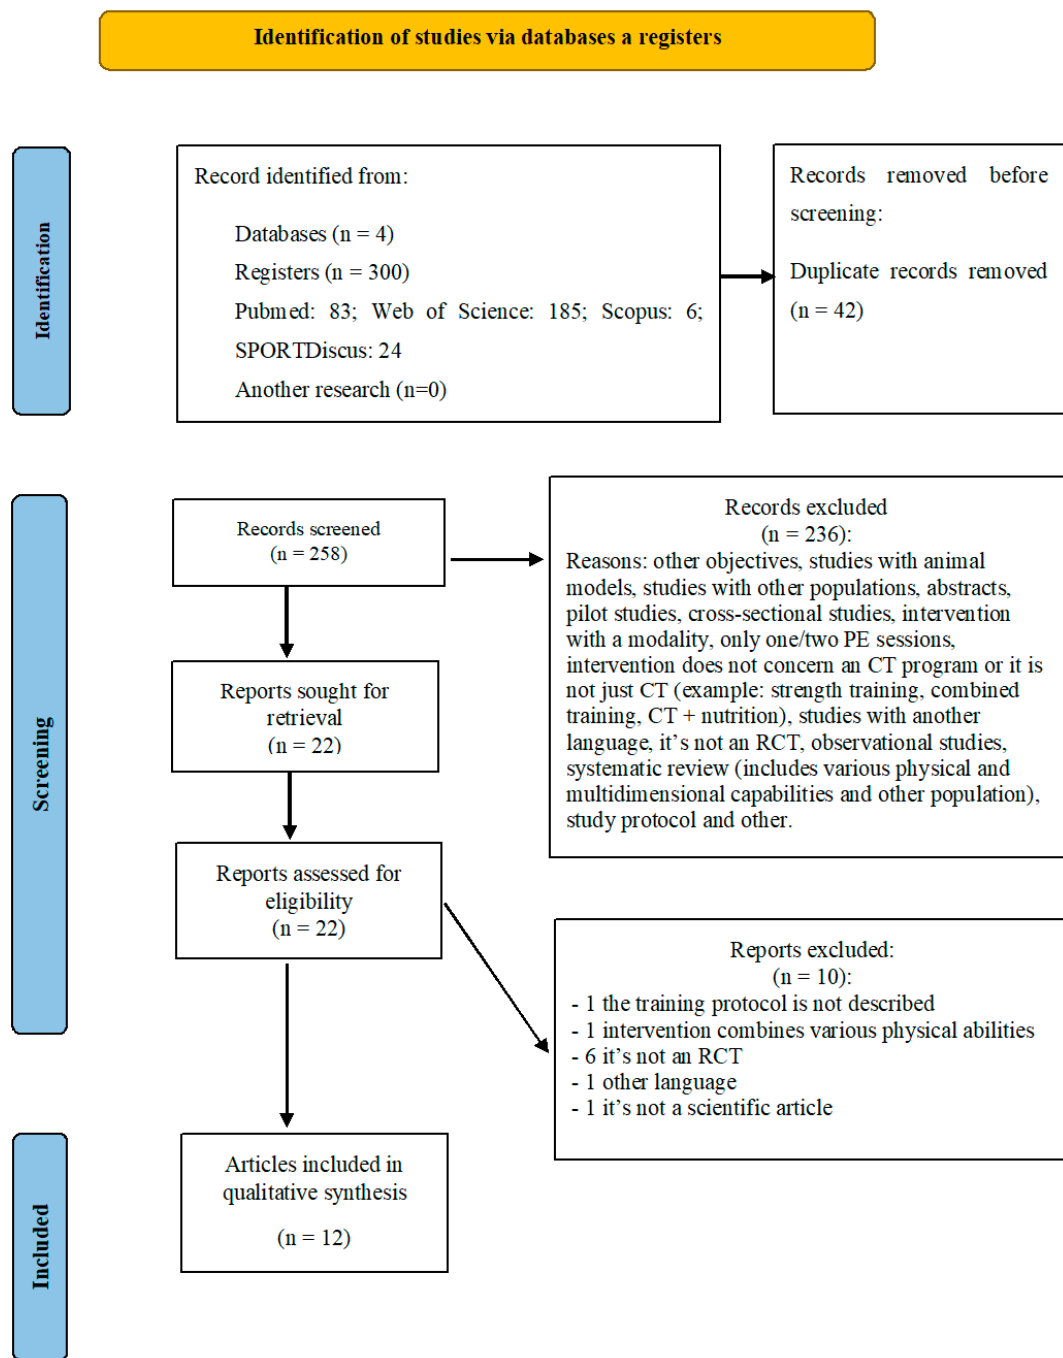 Identification of studies via databases a registers
Identification
Record identified from:
Databases (n = 4)
Registers (n = 300)
Pubmed: 83; Web of Science: 185; Scopus: 6;
SPORTDiscus: 24
Another research (n=0)
Records removed before
screening:
Duplicate records removed
(n = 42)
Screening
Records screened
(n = 258)
Records excluded
(n = 236):
Reasons: other objectives, studies with animal
models, studies with other populations, abstracts,
pilot studies, cross-sectional studies, intervention
with a modality, only one/two PE sessions,
intervention does not concern an CT program or it is
not just CT (example: strength training, combined
training, CT + nutrition), studies with another
language, it’s not an RCT, observational studies,
systematic review (includes various physical and
multidimensional capabilities and other population),
study protocol and other.
Reports sought for
retrieval
(n = 22)
Reports assessed for
eligibility
(n = 22)
Reports excluded:
(n = 10):
- 1 the training protocol is not described
- 1 intervention combines various physical abilities
- 6 it’s not an RCT
- 1 other language
- 1 it’s not a scientific article
Included
Articles included in
qualitative synthesis
(n = 12)